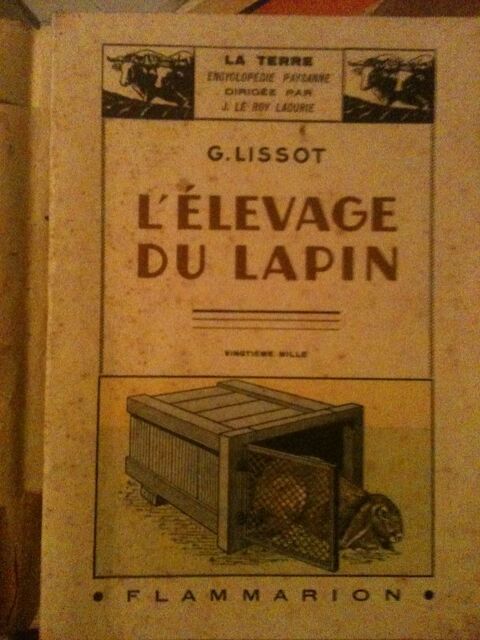 LA TERRE
ENCYCLOPÉDIE PAYSANNE
DIRIGÉE PAR
J. LE ROY LADURIE
G. LISSOT
L'ÉLEVAGE
DU LAPIN
VINGTIÈME MILLE
• FLAMMARION •